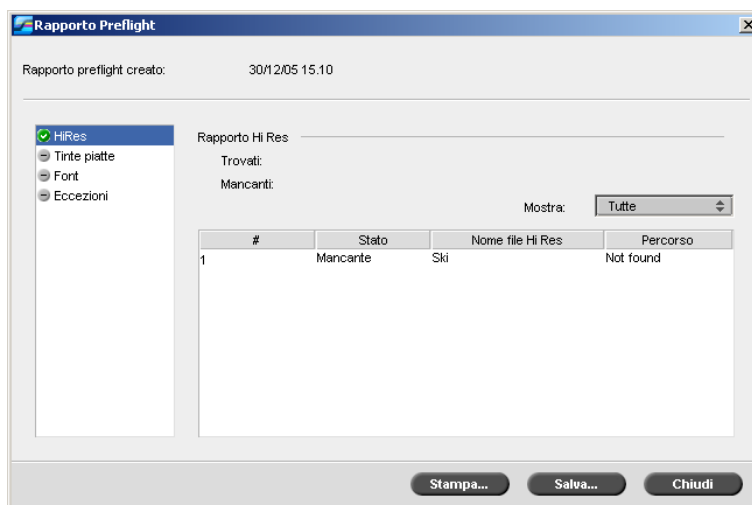 Rapporto Preflight
Rapporto preflight creato: 30/12/05 15.10
HiRes
Tinte piatte
Font
Eccezioni
Rapporto Hi Res
Trovati:
Mancanti:
Mostra: Tutte
# Stato Nome file Hi Res Percorso
1 Mancante Ski Not found
Stampa... Salva... Chiudi